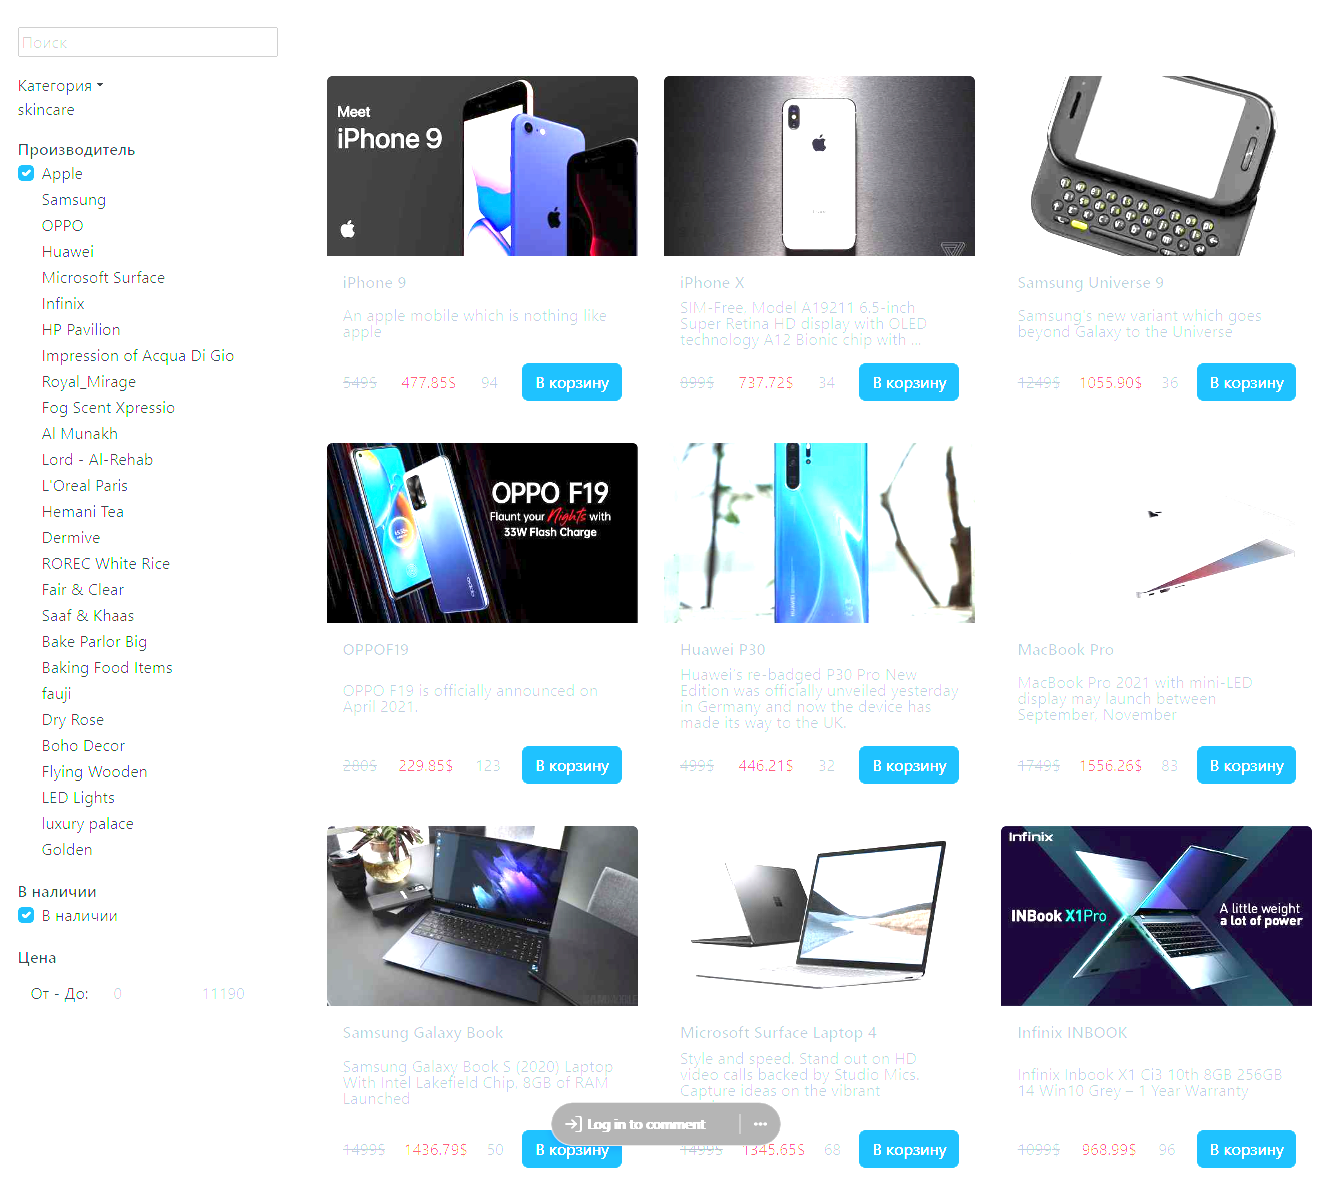 Поиск
Категория
skincare
Производитель
Apple
Samsung
OPPO
Huawei
Microsoft Surface
Infinix
HP Pavilion
Impression of Acqua Di Gio
Royal_Mirage
Fog Scent Xpressio
Al Munakh
Lord - Al-Rehab
L'Oreal Paris
Hemani Tea
Dermive
ROREC White Rice
Fair & Clear
Saaf & Khaas
Bake Parlor Big
Baking Food Items
fauji
Dry Rose
Boho Decor
Flying Wooden
LED Lights
luxury palace
Golden
В наличии
В наличии
Цена
От - До: 0 11190
Meet
iPhone 9
iPhone 9
An apple mobile which is nothing like
apple
549$ 477.85$ 94 В корзину
iPhone X
SIM-Free, Model A19211 6.5-inch
Super Retina HD display with OLED
technology A12 Bionic chip with ...
899$ 737.72$ 34 В корзину
Samsung Universe 9
Samsung's new variant which goes
beyond Galaxy to the Universe
1249$ 1055.90$ 36 В корзину
OPPO F19
Flaunt your Nights with
33W Flash Charge
OPPOF19
OPPO F19 is officially announced on
April 2021.
280$ 229.85$ 123 В корзину
Huawei P30
Huawei's re-badged P30 Pro New
Edition was officially unveiled yesterday
in Germany and now the device has
made its way to the UK.
499$ 446.21$ 32 В корзину
MacBook Pro
MacBook Pro 2021 with mini-LED
display may launch between
September, November
1749$ 1556.26$ 83 В корзину
Samsung Galaxy Book
Samsung Galaxy Book S (2020) Laptop
With Intel Lakefield Chip, 8GB of RAM
Launched
1499$ 1436.79$ 50 В корзину
Microsoft Surface Laptop 4
Style and speed. Stand out on HD
video calls backed by Studio Mics.
Capture ideas on the vibrant
1499$ 1345.65$ 68 В корзину
Infinix
INBook X1Pro
A little weight
a lot of power
Infinix INBOOK
Infinix Inbook X1 Ci3 10th 8GB 256GB
14 Win10 Grey – 1 Year Warranty
1099$ 968.99$ 96 В корзину
Log in to comment